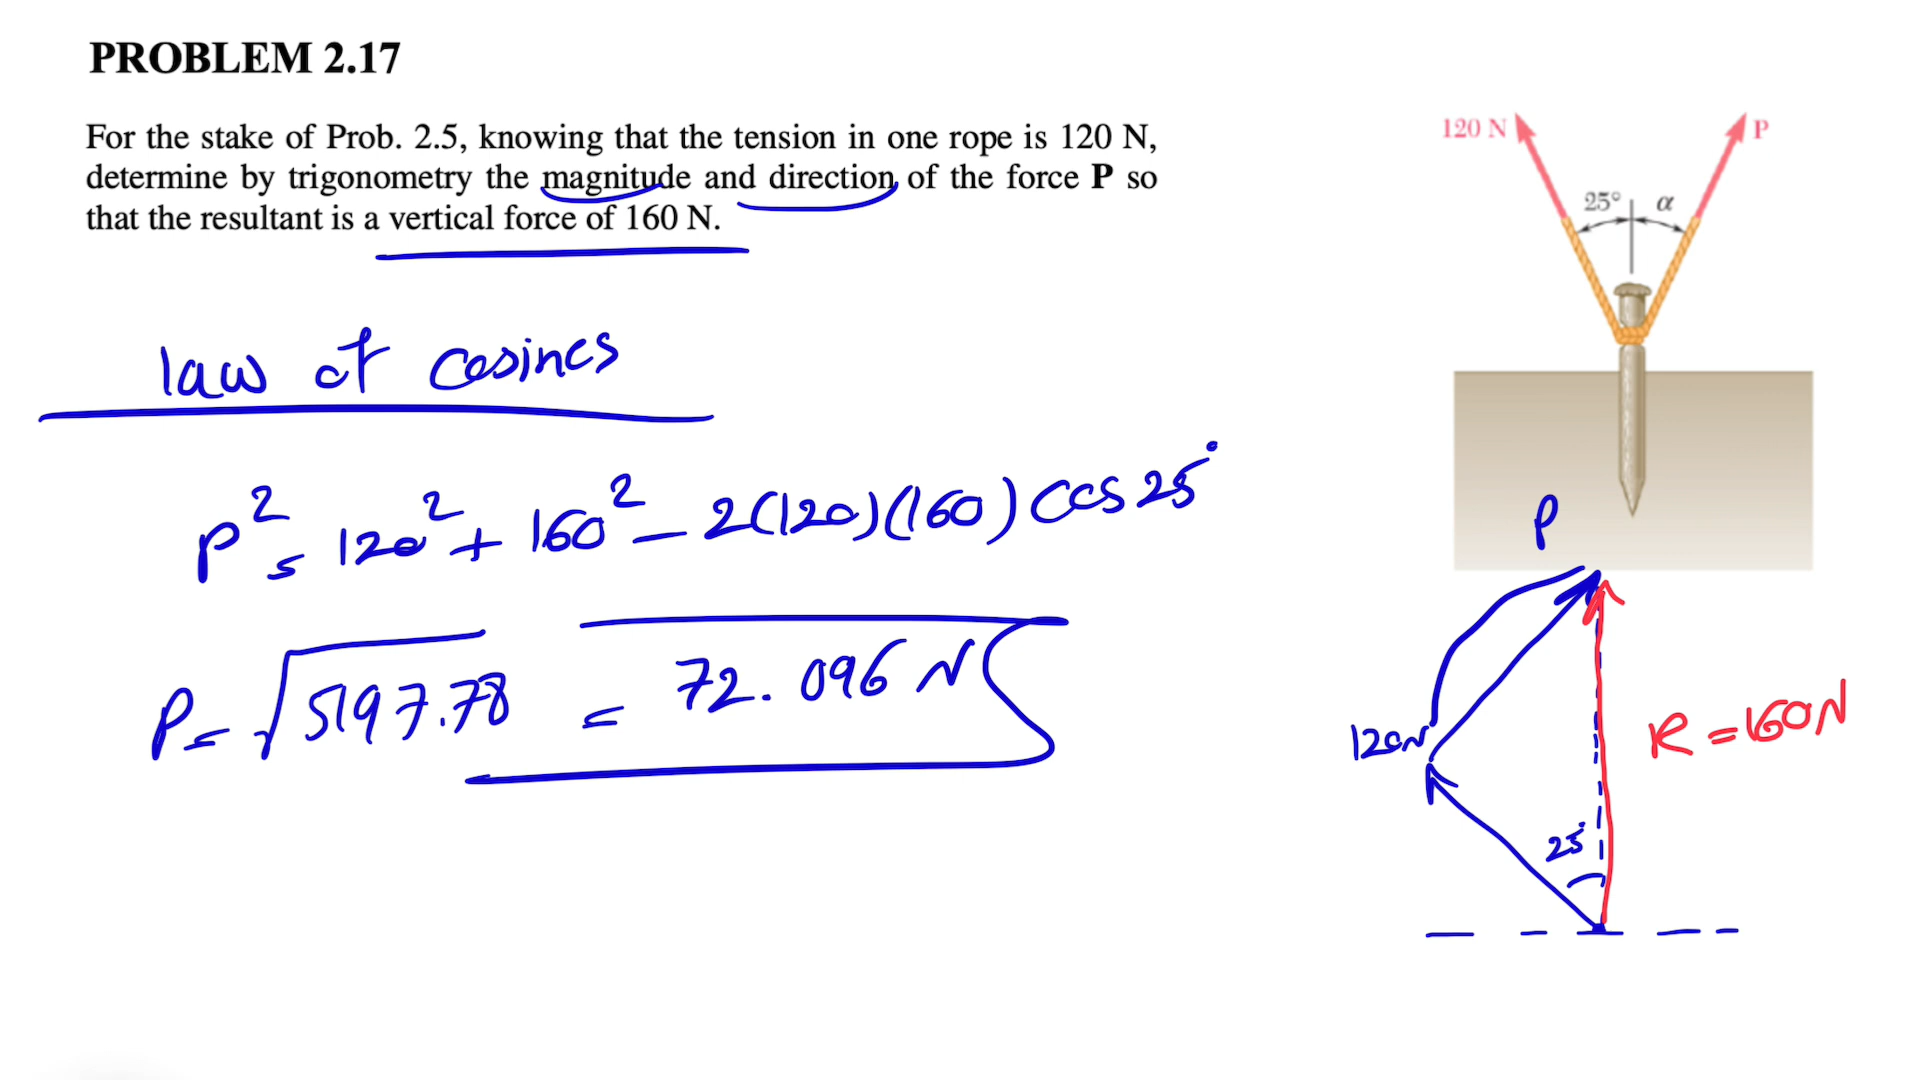 PROBLEM 2.17
For the stake of Prob. 2.5, knowing that the tension in one rope is 120 N,
determine by trigonometry the magnitude and direction of the force P so
that the resultant is a vertical force of 160 N.
120 N
P
25°
α
law of cosines
P² = 120² + 160² - 2(120)(160) cos 25°
P = √5197.78 = 72.096 N
P
120N
R = 160N
25°